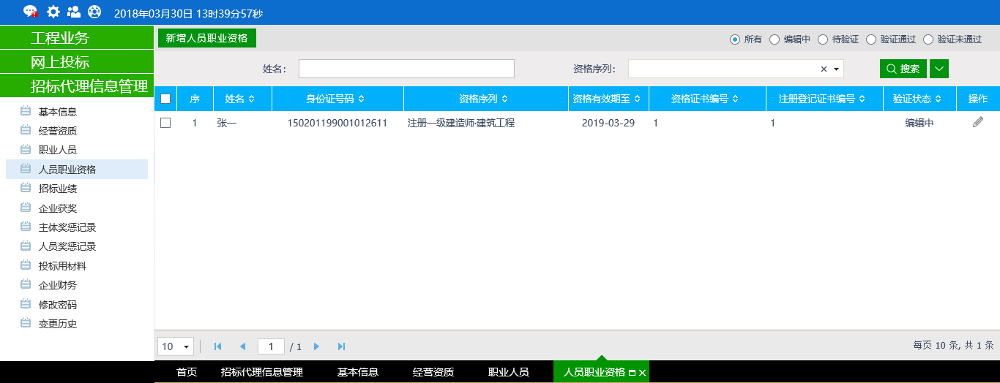 2018年03月30日 13时39分57秒
工程业务
网上投标
招标代理信息管理
基本信息
经营资质
职业人员
人员职业资格
招标业绩
企业获奖
主体奖惩记录
人员奖惩记录
投标用材料
企业财务
修改密码
变更历史
新增人员职业资格
所有 编辑中 待验证 验证通过 验证未通过
姓名： 资格序列： 搜索
序 姓名 身份证号码 资格序列 资格有效期至 资格证书编号 注册登记证书编号 验证状态 操作
1 张一 150201199001012611 注册一级建造师·建筑工程 2019-03-29 1 1 编辑中
10 1 / 1 每页 10 条, 共 1 条
首页 招标代理信息管理 基本信息 经营资质 职业人员 人员职业资格